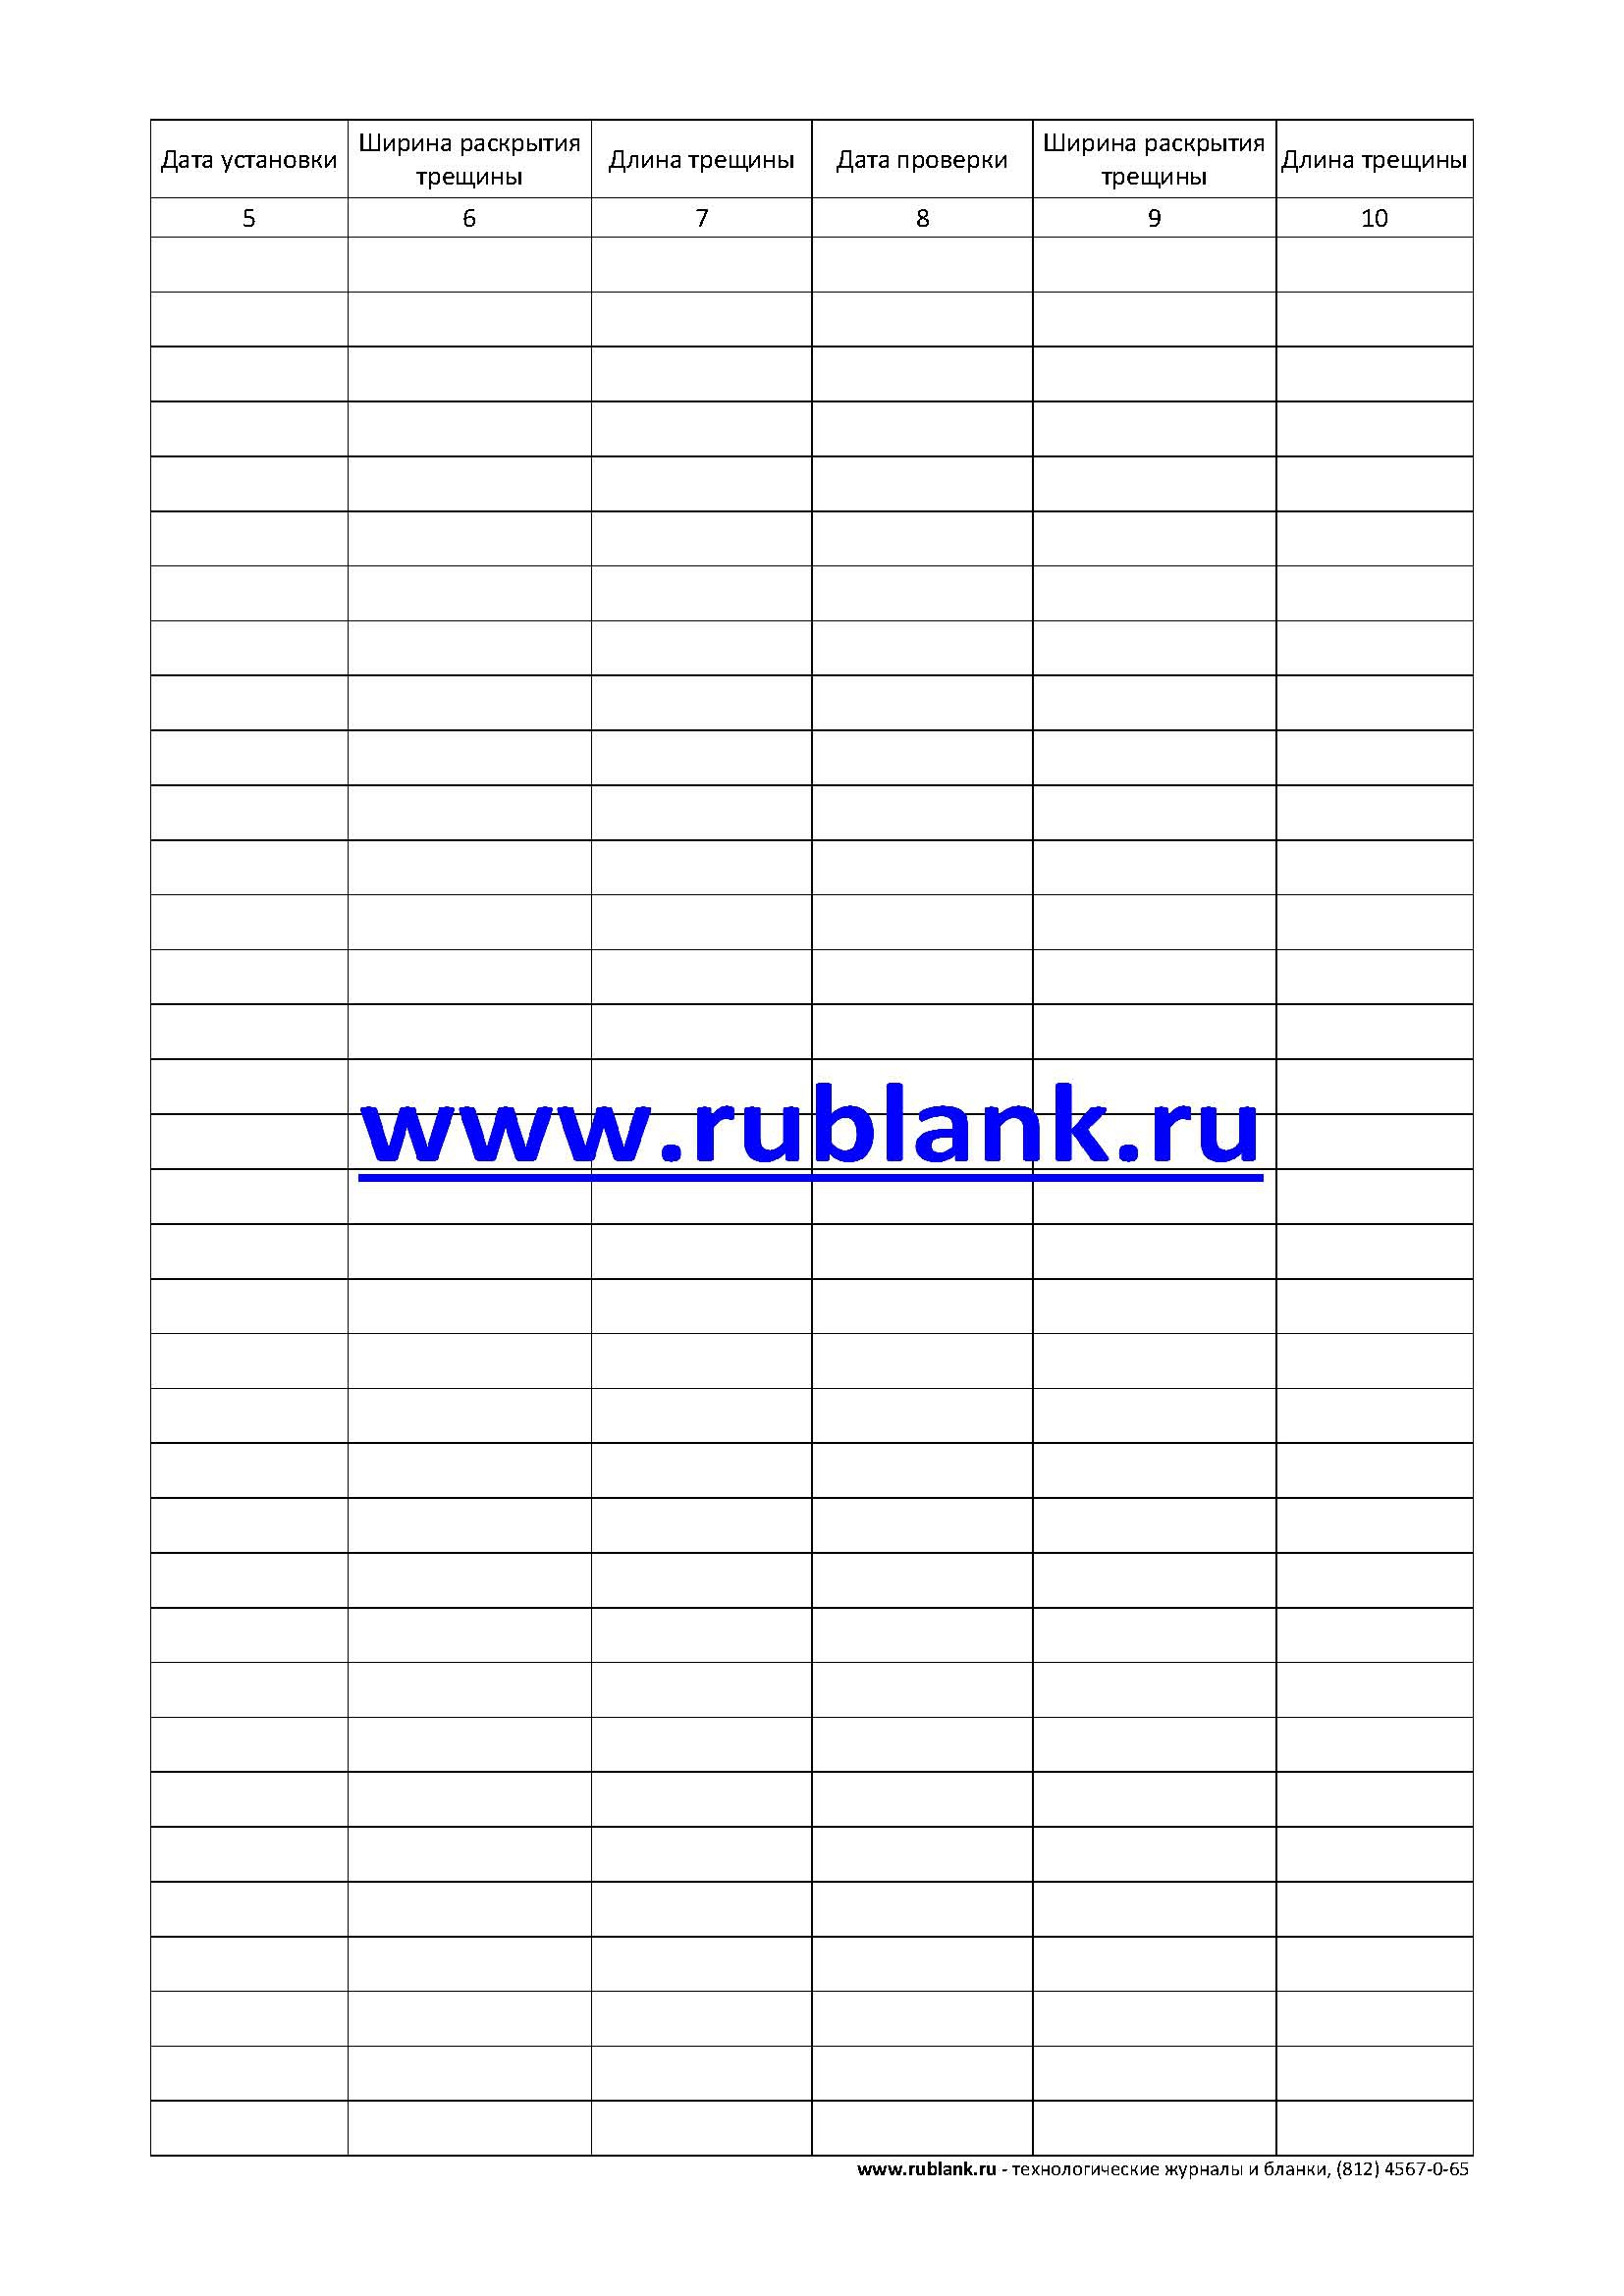 Дата установки
Ширина раскрытия
трещины
Длина трещины
Дата проверки
Ширина раскрытия
трещины
Длина трещины
5 6 7 8 9 10
www.rublank.ru
www.rublank.ru - технологические журналы и бланки, (812) 4567-0-65